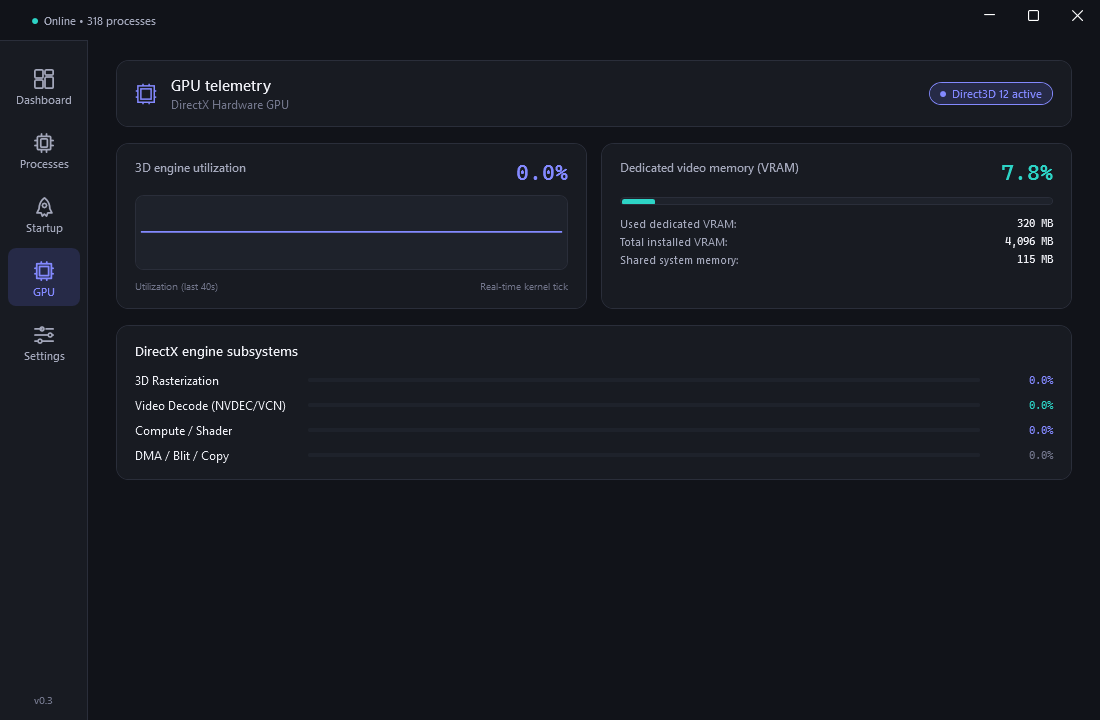 Online • 318 processes
Dashboard
Processes
Startup
GPU
Settings
v0.3
GPU telemetry
DirectX Hardware GPU
Direct3D 12 active
3D engine utilization
0.0%
Utilization (last 40s)
Real-time kernel tick
Dedicated video memory (VRAM)
7.8%
Used dedicated VRAM: 320 MB
Total installed VRAM: 4,096 MB
Shared system memory: 115 MB
DirectX engine subsystems
3D Rasterization 0.0%
Video Decode (NVDEC/VCN) 0.0%
Compute / Shader 0.0%
DMA / Blit / Copy 0.0%